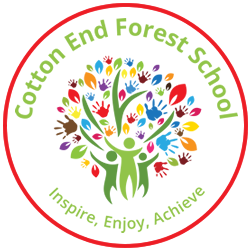 Cotton End Forest School
Inspire, Enjoy, Achieve